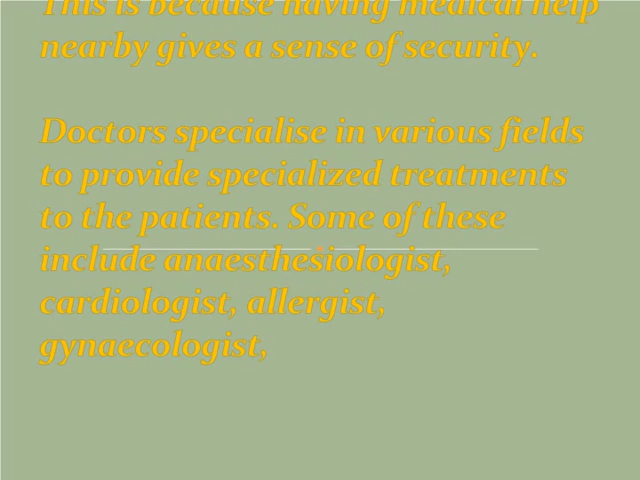 This is because having medical help
nearby gives a sense of security.
Doctors specialise in various fields
to provide specialized treatments
to the patients. Some of these
include anaesthesiologist,
cardiologist, allergist,
gynaecologist,